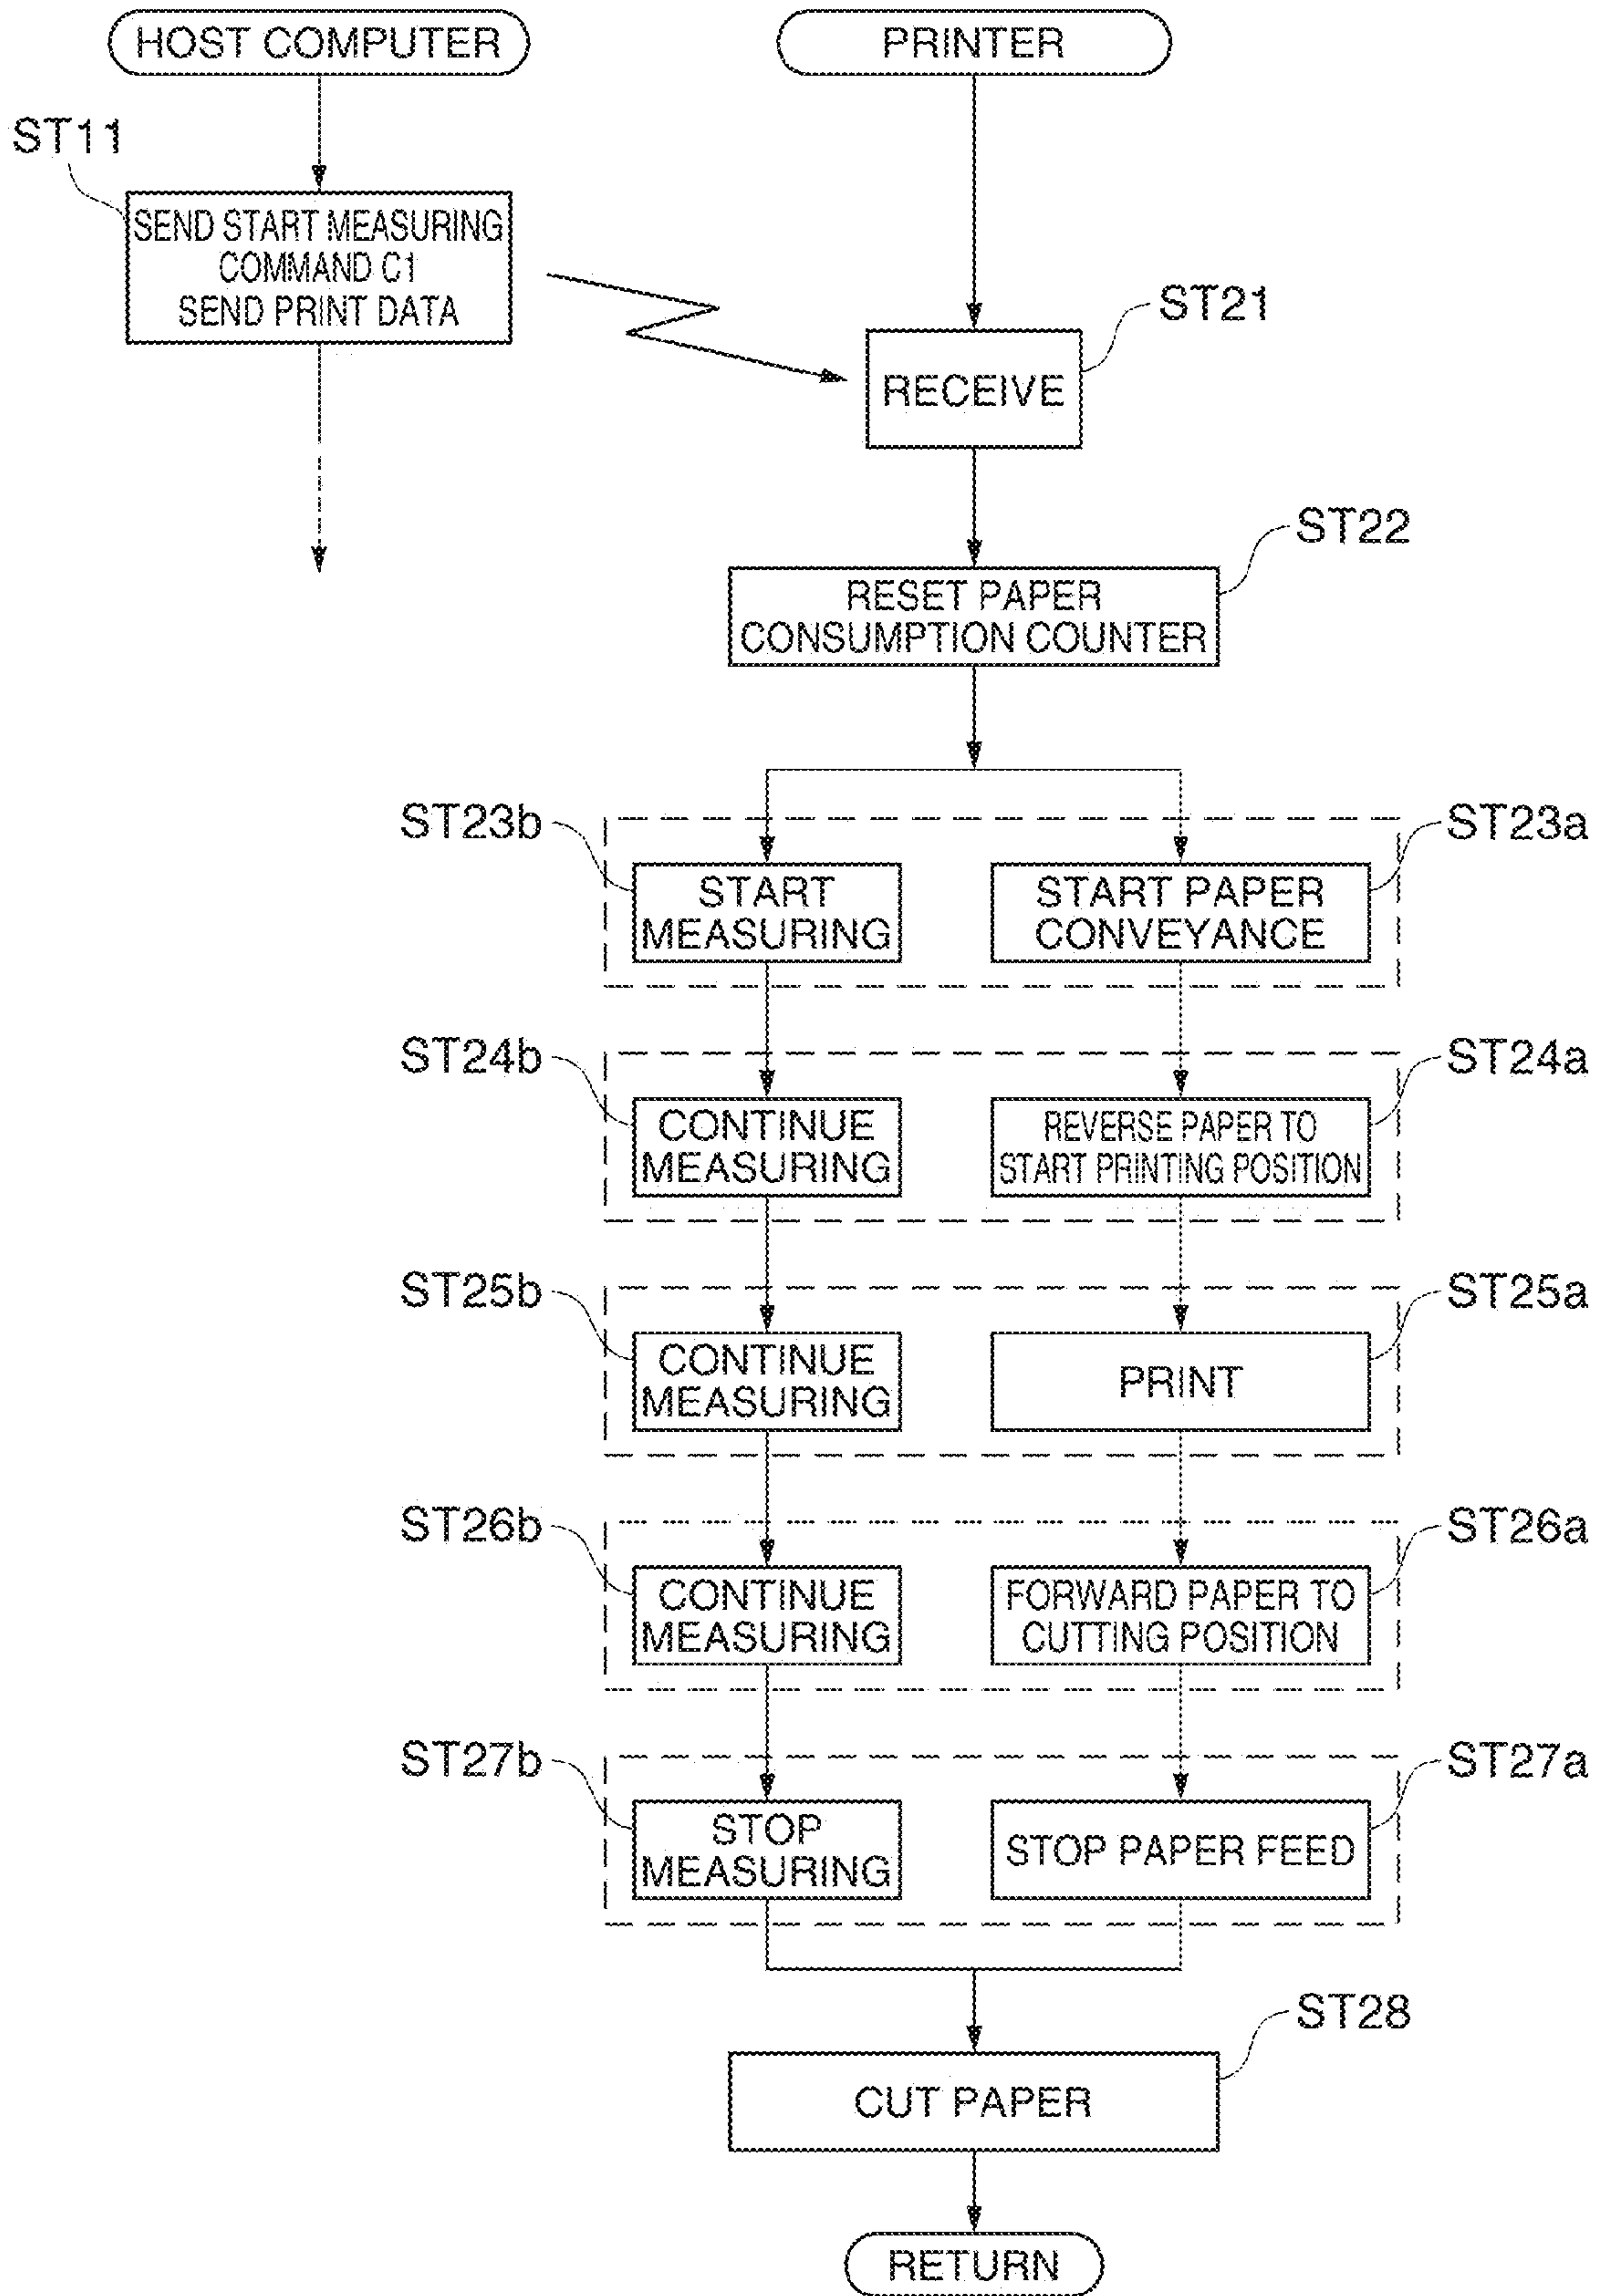 HOST COMPUTER
PRINTER
ST11
SEND START MEASURING
COMMAND C1
SEND PRINT DATA
ST21
RECEIVE
ST22
RESET PAPER
CONSUMPTION COUNTER
ST23b
ST23a
START
MEASURING
START PAPER
CONVEYANCE
ST24b
ST24a
CONTINUE
MEASURING
REVERSE PAPER TO
START PRINTING POSITION
ST25b
ST25a
CONTINUE
MEASURING
PRINT
ST26b
ST26a
CONTINUE
MEASURING
FORWARD PAPER TO
CUTTING POSITION
ST27b
ST27a
STOP
MEASURING
STOP PAPER FEED
ST28
CUT PAPER
RETURN